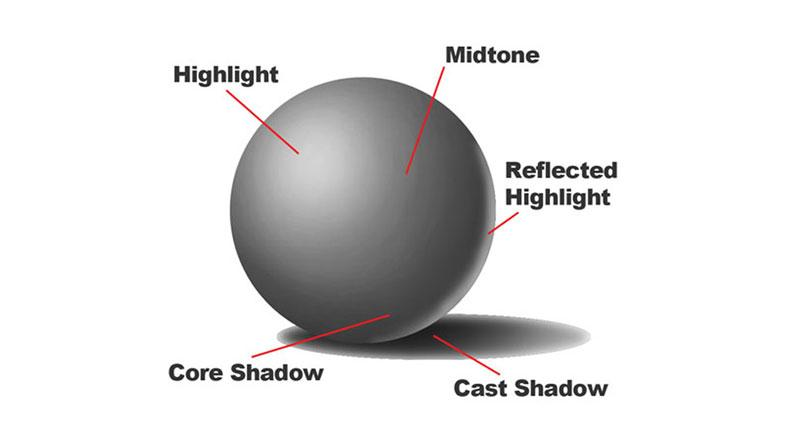 Midtone
Highlight
Reflected
Highlight
Core Shadow
Cast Shadow